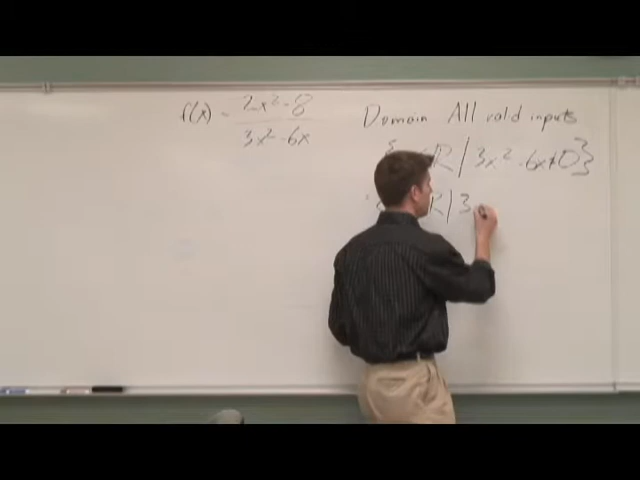 f(x) = 2x² - 8
3x² - 6x
Domain All valid inputs
R | 3x² - 6x ≠ 0 }
R | 3